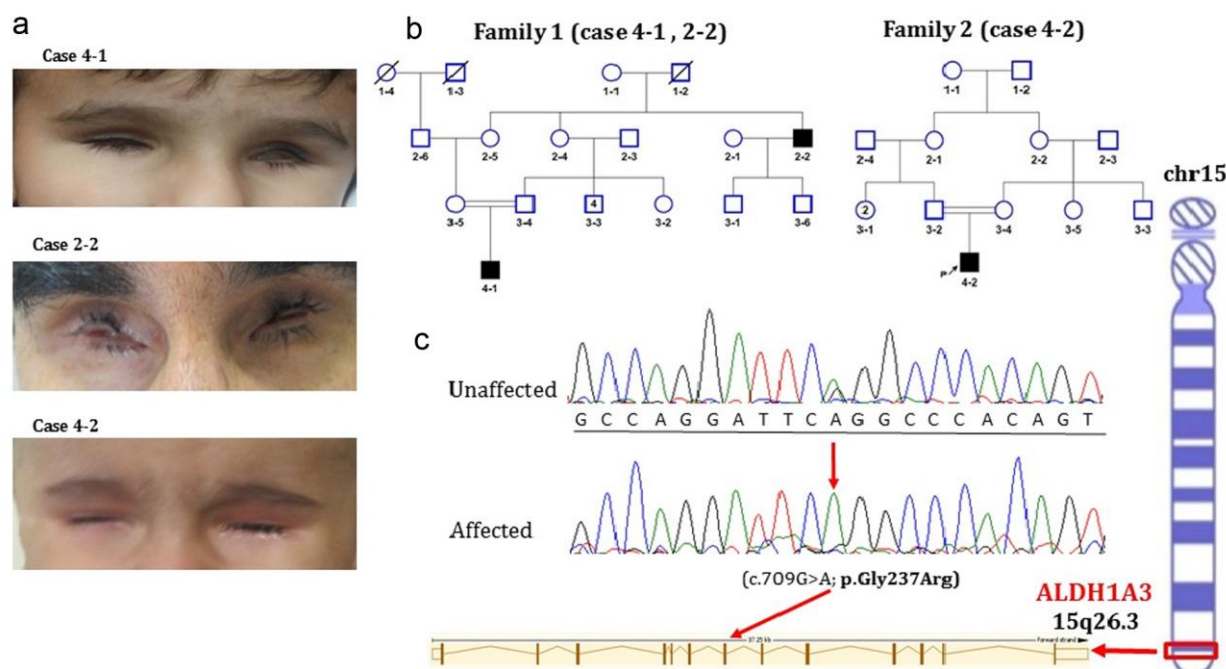 a
Case 4-1
Case 2-2
Case 4-2
b
Family 1 (case 4-1 , 2-2)
1-4 1-3 1-1 1-2
2-6 2-5 2-4 2-3 2-1 2-2
4
3-5 3-4 3-3 3-2 3-1 3-6
4-1
Family 2 (case 4-2)
1-1 1-2
2-4 2-1 2-2 2-3
2
3-1 3-2 3-4 3-5 3-3
P
4-2
chr15
c
Unaffected
G C C A G G A T T C A G G C C C A C A G T
Affected
(c.709G>A; p.Gly237Arg)
ALDH1A3
15q26.3
37.25 kb
Forward strand